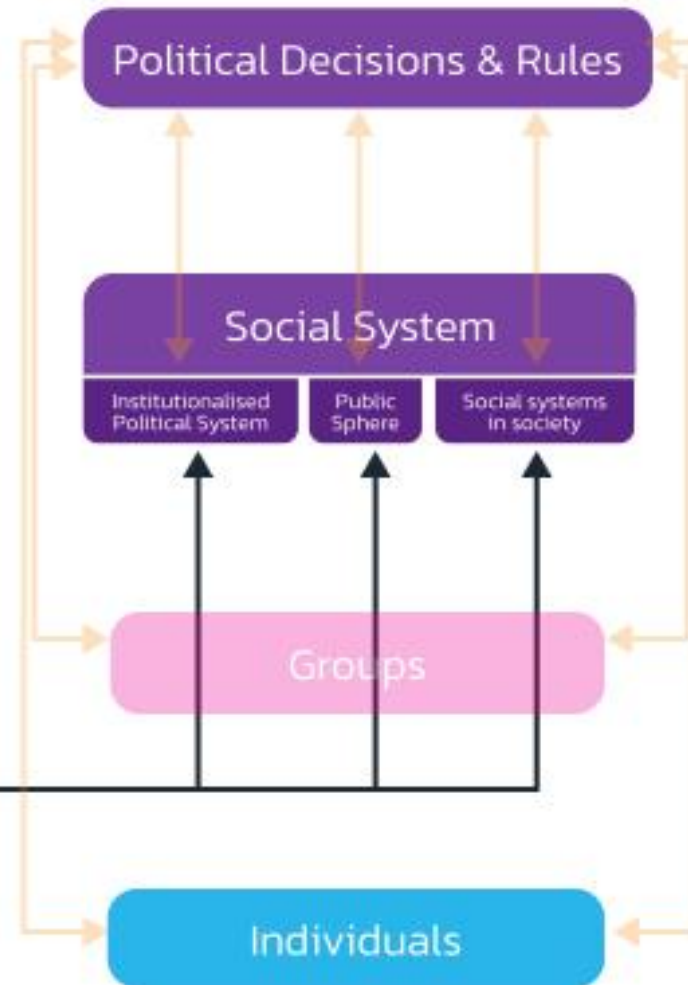 Political Decisions & Rules
Social System
Institutionalised
Political System
Public
Sphere
Social systems
in society
Groups
Individuals